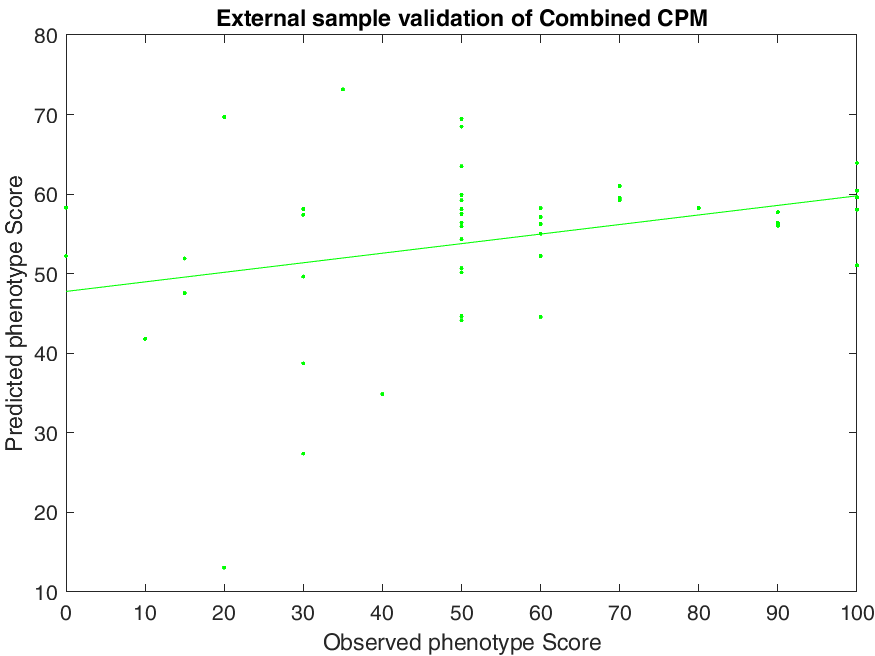 External sample validation of Combined CPM
80
70
60
50
40
30
20
10
Predicted phenotype Score
0 10 20 30 40 50 60 70 80 90 100
Observed phenotype Score